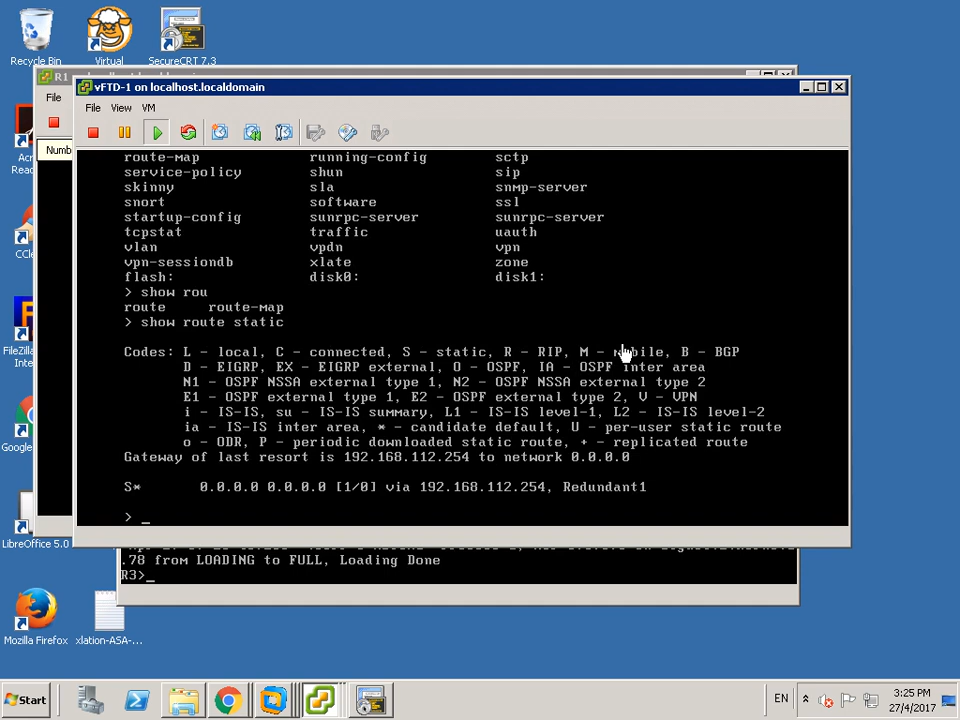 Recycle Bin
Virtual
SecureCRT 7.3
R1
vFTD-1 on localhost.localdomain
File
File View VM
Numb
route-map running-config sctp
service-policy shun sip
skinny sla snmp-server
snort software ssl
startup-config sunrpc-server sunrpc-server
tcpstat traffic uauth
vlan vpdn vpn
vpn-sessiondb xlate zone
flash: disk0: disk1:
> show rou
route route-map
> show route static
Codes: L - local, C - connected, S - static, R - RIP, M - mobile, B - BGP
D - EIGRP, EX - EIGRP external, O - OSPF, IA - OSPF inter area
N1 - OSPF NSSA external type 1, N2 - OSPF NSSA external type 2
E1 - OSPF external type 1, E2 - OSPF external type 2, V - VPN
i - IS-IS, su - IS-IS summary, L1 - IS-IS level-1, L2 - IS-IS level-2
ia - IS-IS inter area, * - candidate default, U - per-user static route
o - ODR, P - periodic downloaded static route, + - replicated route
Gateway of last resort is 192.168.112.254 to network 0.0.0.0
S* 0.0.0.0 0.0.0.0 [1/0] via 192.168.112.254, Redundant1
> _
.78 from LOADING to FULL, Loading Done
R3>_
Acr
Read
CCle
FileZil
Inte
Google
LibreOffice 5.0
Mozilla Firefox
xlation-ASA-...
Start
EN
3:25 PM
27/4/2017